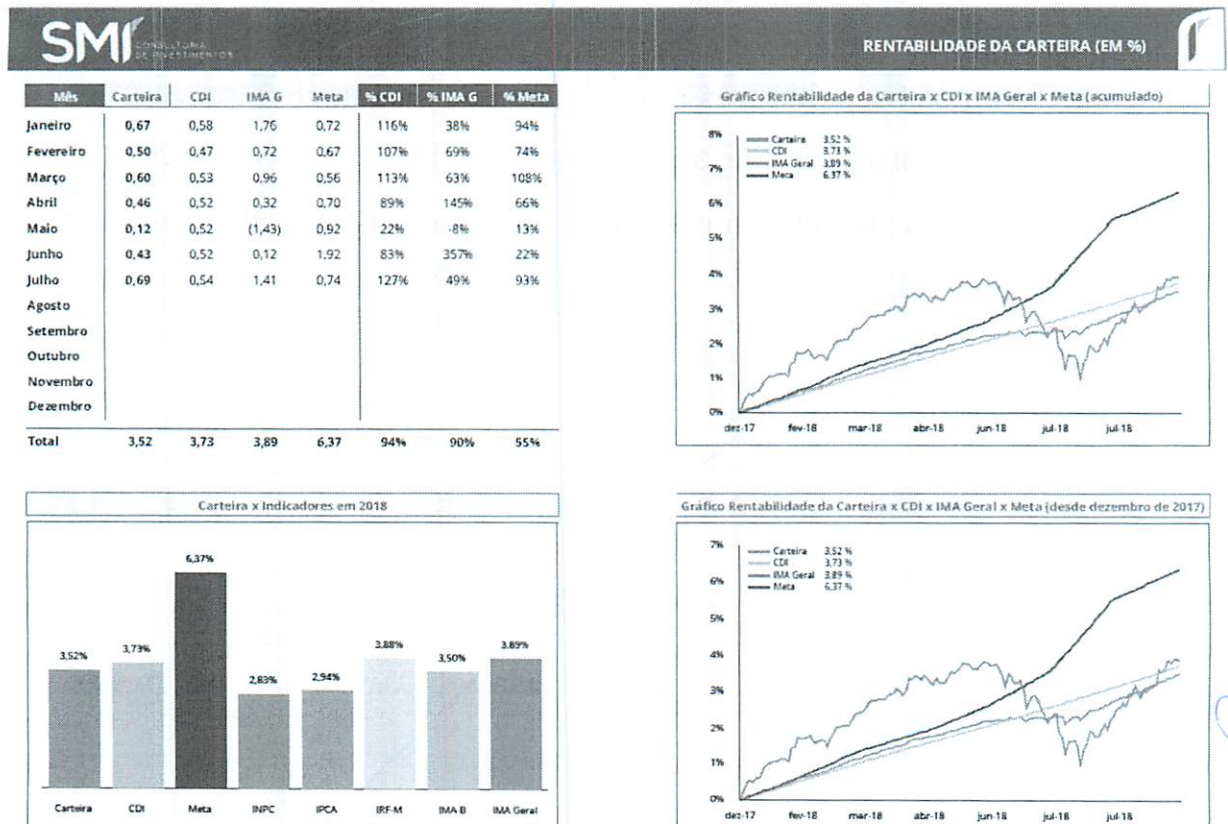 SMI CONSULTORIA
DE INVESTIMENTOS
RENTABILIDADE DA CARTEIRA (EM %)
Mês Carteira CDI IMA G Meta % CDI % IMA G % Meta
Janeiro 0,67 0,58 1,76 0,72 116% 38% 94%
Fevereiro 0,50 0,47 0,72 0,67 107% 69% 74%
Março 0,60 0,53 0,96 0,56 113% 63% 108%
Abril 0,46 0,52 0,32 0,70 89% 145% 66%
Maio 0,12 0,52 (1,43) 0,92 22% -8% 13%
Junho 0,43 0,52 0,12 1,92 83% 357% 22%
Julho 0,69 0,54 1,41 0,74 127% 49% 93%
Agosto
Setembro
Outubro
Novembro
Dezembro
Total 3,52 3,73 3,89 6,37 94% 90% 55%
Gráfico Rentabilidade da Carteira x CDI x IMA Geral x Meta (acumulado)
Carteira 3,52 %
CDI 3,73 %
IMA Geral 3,89 %
Meta 6,37 %
8%
7%
6%
5%
4%
3%
2%
1%
0%
dez-17 fev-18 mar-18 abr-18 jun-18 jul-18 jul-18
Carteira x Indicadores em 2018
3,52% 3,73% 6,37% 2,83% 2,94% 3,88% 3,50% 3,89%
Carteira CDI Meta INPC IPCA IRF-M IMA-B IMA Geral
Gráfico Rentabilidade da Carteira x CDI x IMA Geral x Meta (desde dezembro de 2017)
Carteira 3,52 %
CDI 3,73 %
IMA Geral 3,89 %
Meta 6,37 %
7%
6%
5%
4%
3%
2%
1%
0%
dez-17 fev-18 mar-18 abr-18 jun-18 jul-18 jul-18